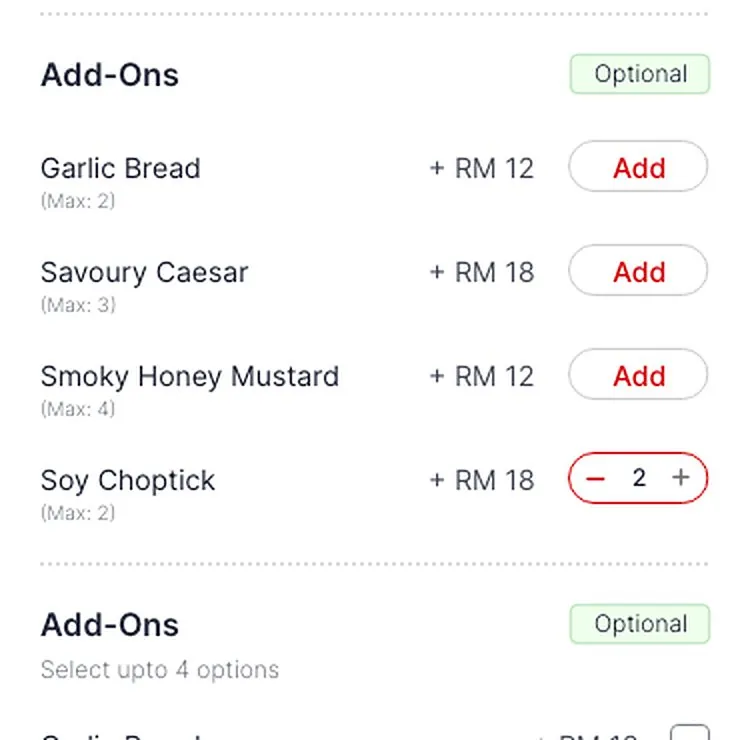 Add-Ons Optional
Garlic Bread + RM 12 Add
(Max: 2)
Savoury Caesar + RM 18 Add
(Max: 3)
Smoky Honey Mustard + RM 12 Add
(Max: 4)
Soy Choptick + RM 18 − 2 +
(Max: 2)
Add-Ons Optional
Select upto 4 options